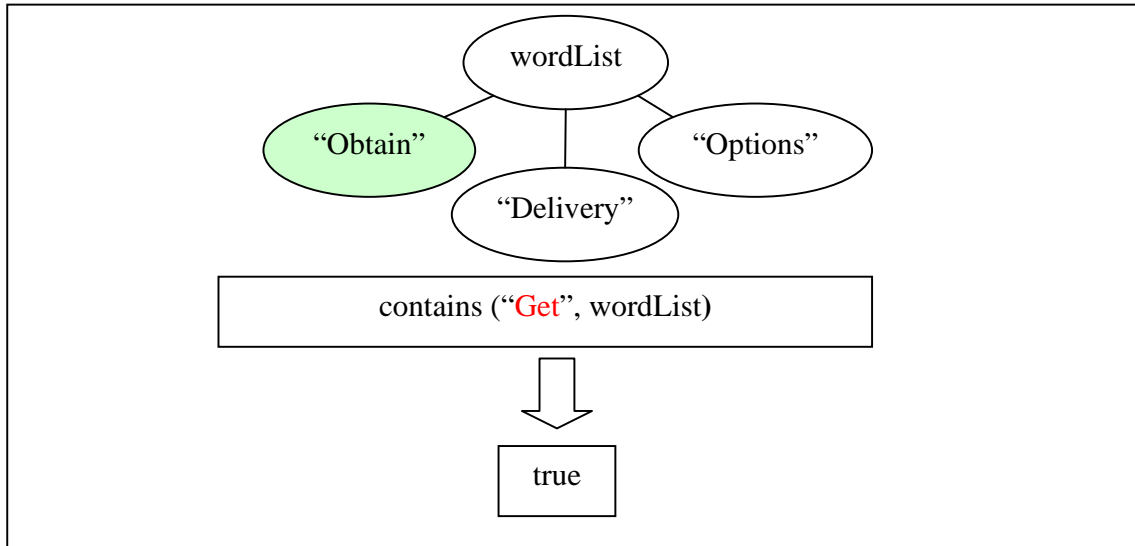 wordList
“Obtain”
“Options”
“Delivery”
contains (“Get”, wordList)
true